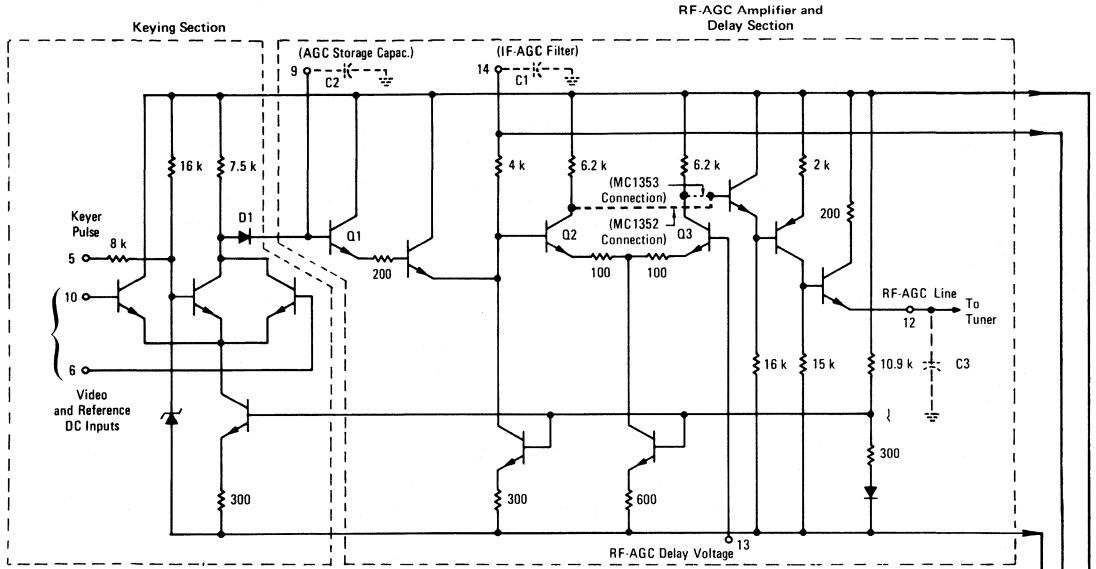 RF-AGC Amplifier and
Delay Section
Keying Section
(AGC Storage Capac.)
9
C2
(IF-AGC Filter)
14
C1
16 k
7.5 k
4 k
6.2 k
6.2 k
2 k
(MC1353
Connection)
200
D1
Keyer
Pulse
8 k
5
Q1
Q2
(MC1352
Connection)
Q3
200
100
100
10
RF-AGC Line
To
Tuner
12
6
16 k
15 k
10.9 k
C3
Video
and Reference
DC Inputs
300
300
300
600
13
RF-AGC Delay Voltage